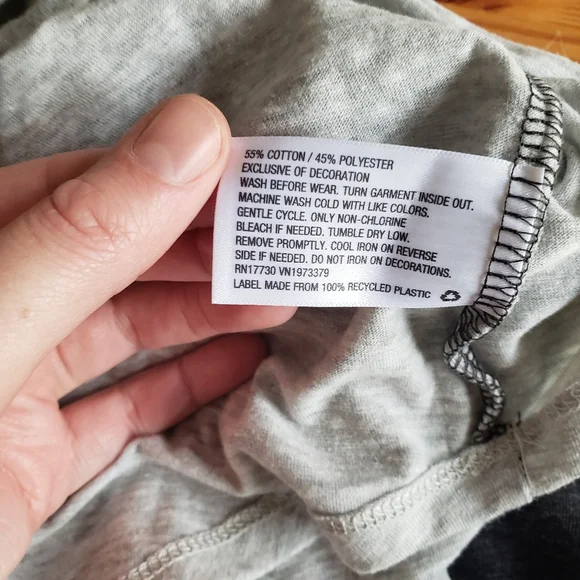 55% COTTON / 45% POLYESTER
EXCLUSIVE OF DECORATION
WASH BEFORE WEAR. TURN GARMENT INSIDE OUT.
MACHINE WASH COLD WITH LIKE COLORS.
GENTLE CYCLE. ONLY NON-CHLORINE
BLEACH IF NEEDED. TUMBLE DRY LOW.
REMOVE PROMPTLY. COOL IRON ON REVERSE
SIDE IF NEEDED. DO NOT IRON ON DECORATIONS.
RN17730 VN1973379
LABEL MADE FROM 100% RECYCLED PLASTIC